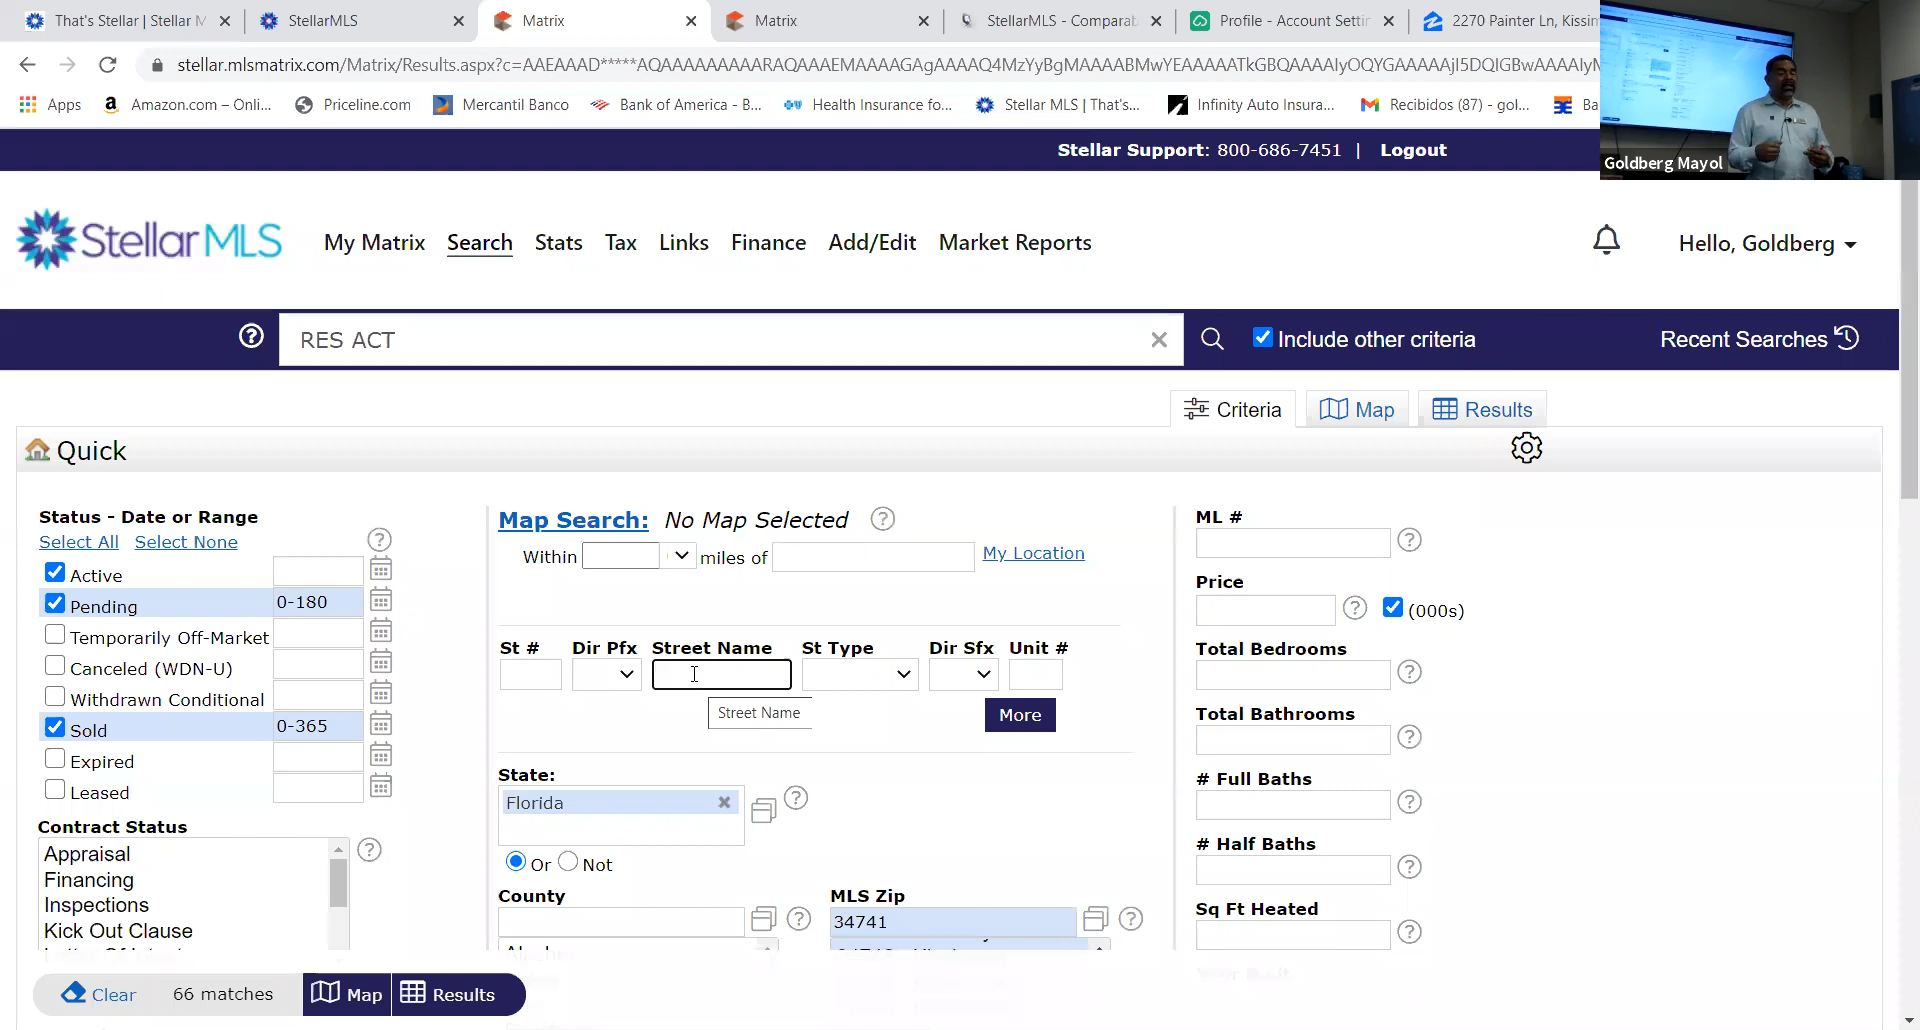 That's Stellar | Stellar M
StellarMLS
Matrix
Matrix
StellarMLS - Comparab
Profile - Account Settin
2270 Painter Ln, Kissin
stellar.mlsmatrix.com/Matrix/Results.aspx?c=AAEAAAD*****AQAAAAAAAAARAQAAAEMAAAAGAgAAAAQ4MzYyBgMAAAABMwYEAAAAATkGBQAAAAIyOQYGAAAAAjI5DQIGBwAAAAIyM
Apps
Amazon.com – Onli...
Priceline.com
Mercantil Banco
Bank of America - B...
Health Insurance fo...
Stellar MLS | That's...
Infinity Auto Insura...
Recibidos (87) - gol...
Ba
Goldberg Mayol
Stellar Support: 800-686-7451 | Logout
StellarMLS
My Matrix
Search
Stats
Tax
Links
Finance
Add/Edit
Market Reports
Hello, Goldberg
RES ACT
Include other criteria
Recent Searches
Criteria
Map
Results
Quick
Status - Date or Range
Select All Select None
Active
Pending 0-180
Temporarily Off-Market
Canceled (WDN-U)
Withdrawn Conditional
Sold 0-365
Expired
Leased
Contract Status
Appraisal
Financing
Inspections
Kick Out Clause
Map Search: No Map Selected
Within miles of My Location
St # Dir Pfx Street Name St Type Dir Sfx Unit #
Street Name
More
State:
Florida
Or Not
County
MLS Zip
34741
ML #
Price
(000s)
Total Bedrooms
Total Bathrooms
# Full Baths
# Half Baths
Sq Ft Heated
Clear
66 matches
Map
Results